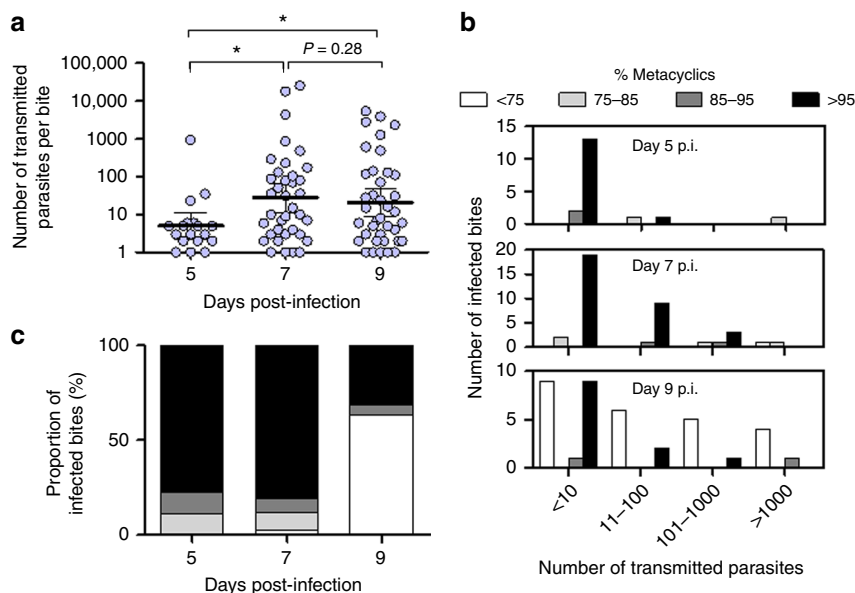 a
*
*
P = 0.28
Number of transmitted
parasites per bite
100,000
10,000
1000
100
10
1
5
7
9
Days post-infection
b
% Metacyclics
<75
75–85
85–95
>95
Number of infected bites
Day 5 p.i.
15
10
5
0
Day 7 p.i.
20
15
10
5
0
Day 9 p.i.
10
5
0
<10
11–100
101–1000
>1000
Number of transmitted parasites
c
Proportion of
infected bites (%)
100
50
0
5
7
9
Days post-infection